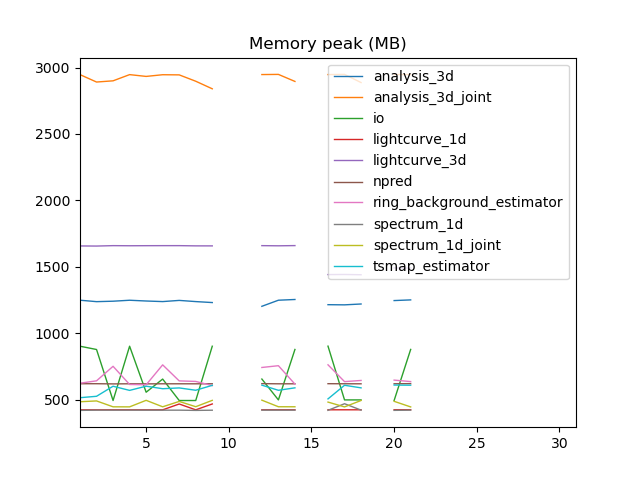 Memory peak (MB)
3000
2500
2000
1500
1000
500
5
10
15
20
25
30
analysis_3d
analysis_3d_joint
io
lightcurve_1d
lightcurve_3d
npred
ring_background_estimator
spectrum_1d
spectrum_1d_joint
tsmap_estimator